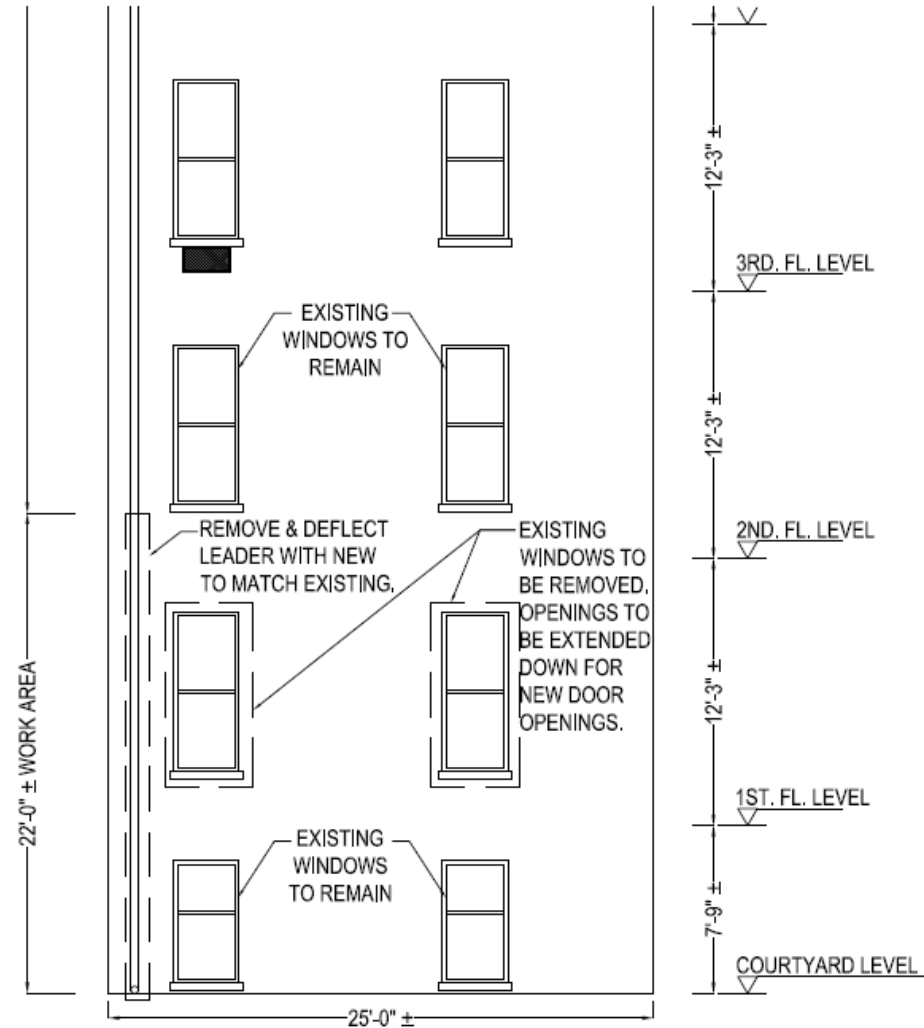 12'-3" ±
3RD. FL. LEVEL
EXISTING
WINDOWS TO
REMAIN
12'-3" ±
REMOVE & DEFLECT
LEADER WITH NEW
TO MATCH EXISTING.
EXISTING
WINDOWS TO
BE REMOVED.
OPENINGS TO
BE EXTENDED
DOWN FOR
NEW DOOR
OPENINGS.
2ND. FL. LEVEL
22'-0" ± WORK AREA
12'-3" ±
1ST. FL. LEVEL
EXISTING
WINDOWS
TO REMAIN
7'-9" ±
COURTYARD LEVEL
25'-0" ±